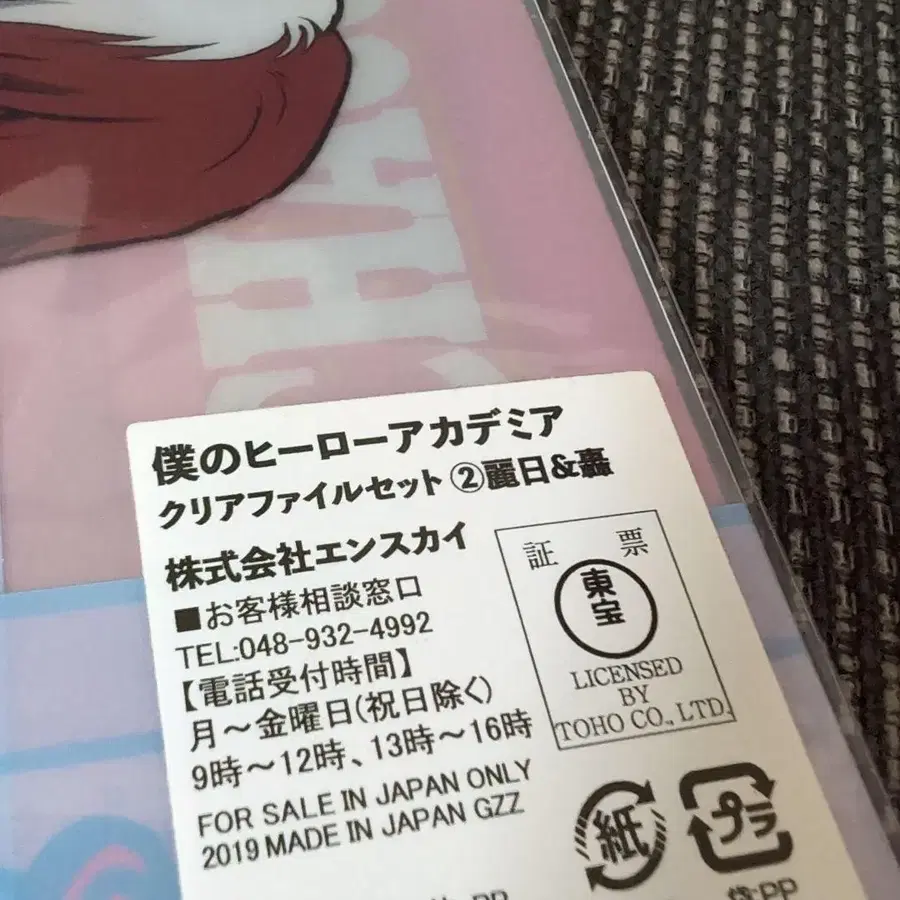 僕のヒーローアカデミア
クリアファイルセット ②麗日&轟
株式会社エンスカイ
■お客様相談窓口
TEL:048-932-4992
【電話受付時間】
月〜金曜日(祝日除く)
9時〜12時、13時〜16時
FOR SALE IN JAPAN ONLY
2019 MADE IN JAPAN GZZ
証票
東宝
LICENSED
BY
TOHO CO., LTD.
紙
プラ
袋:PP